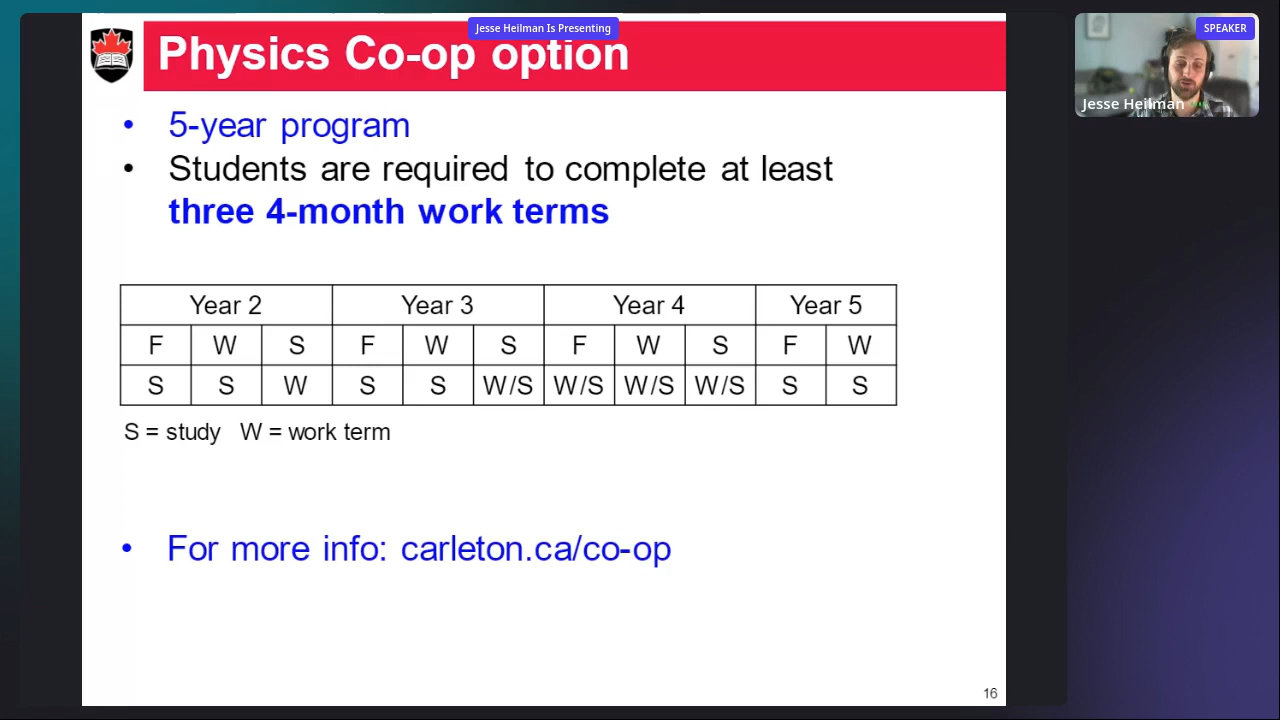 Jesse Heilman Is Presenting
SPEAKER
Jesse Heilman
Physics Co-op option
• 5-year program
• Students are required to complete at least
three 4-month work terms
Year 2 Year 3 Year 4 Year 5
F W S F W S F W S F W
S S W S S W/S W/S W/S W/S S S
S = study W = work term
• For more info: carleton.ca/co-op
16